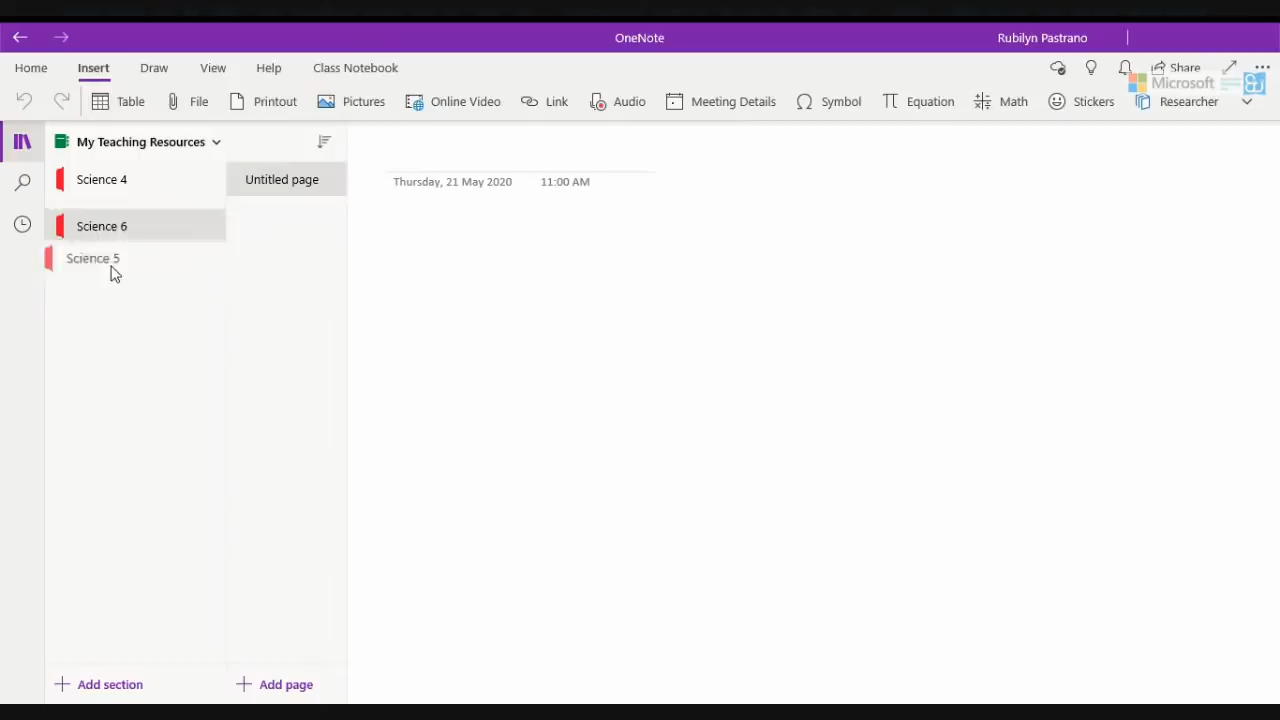 OneNote
Rubilyn Pastrano
Home Insert Draw View Help Class Notebook Share
Microsoft
Table File Printout Pictures Online Video Link Audio Meeting Details Symbol Equation Math Stickers Researcher
My Teaching Resources
Science 4 Untitled page
Thursday, 21 May 2020 11:00 AM
Science 6
Science 5
Add section Add page